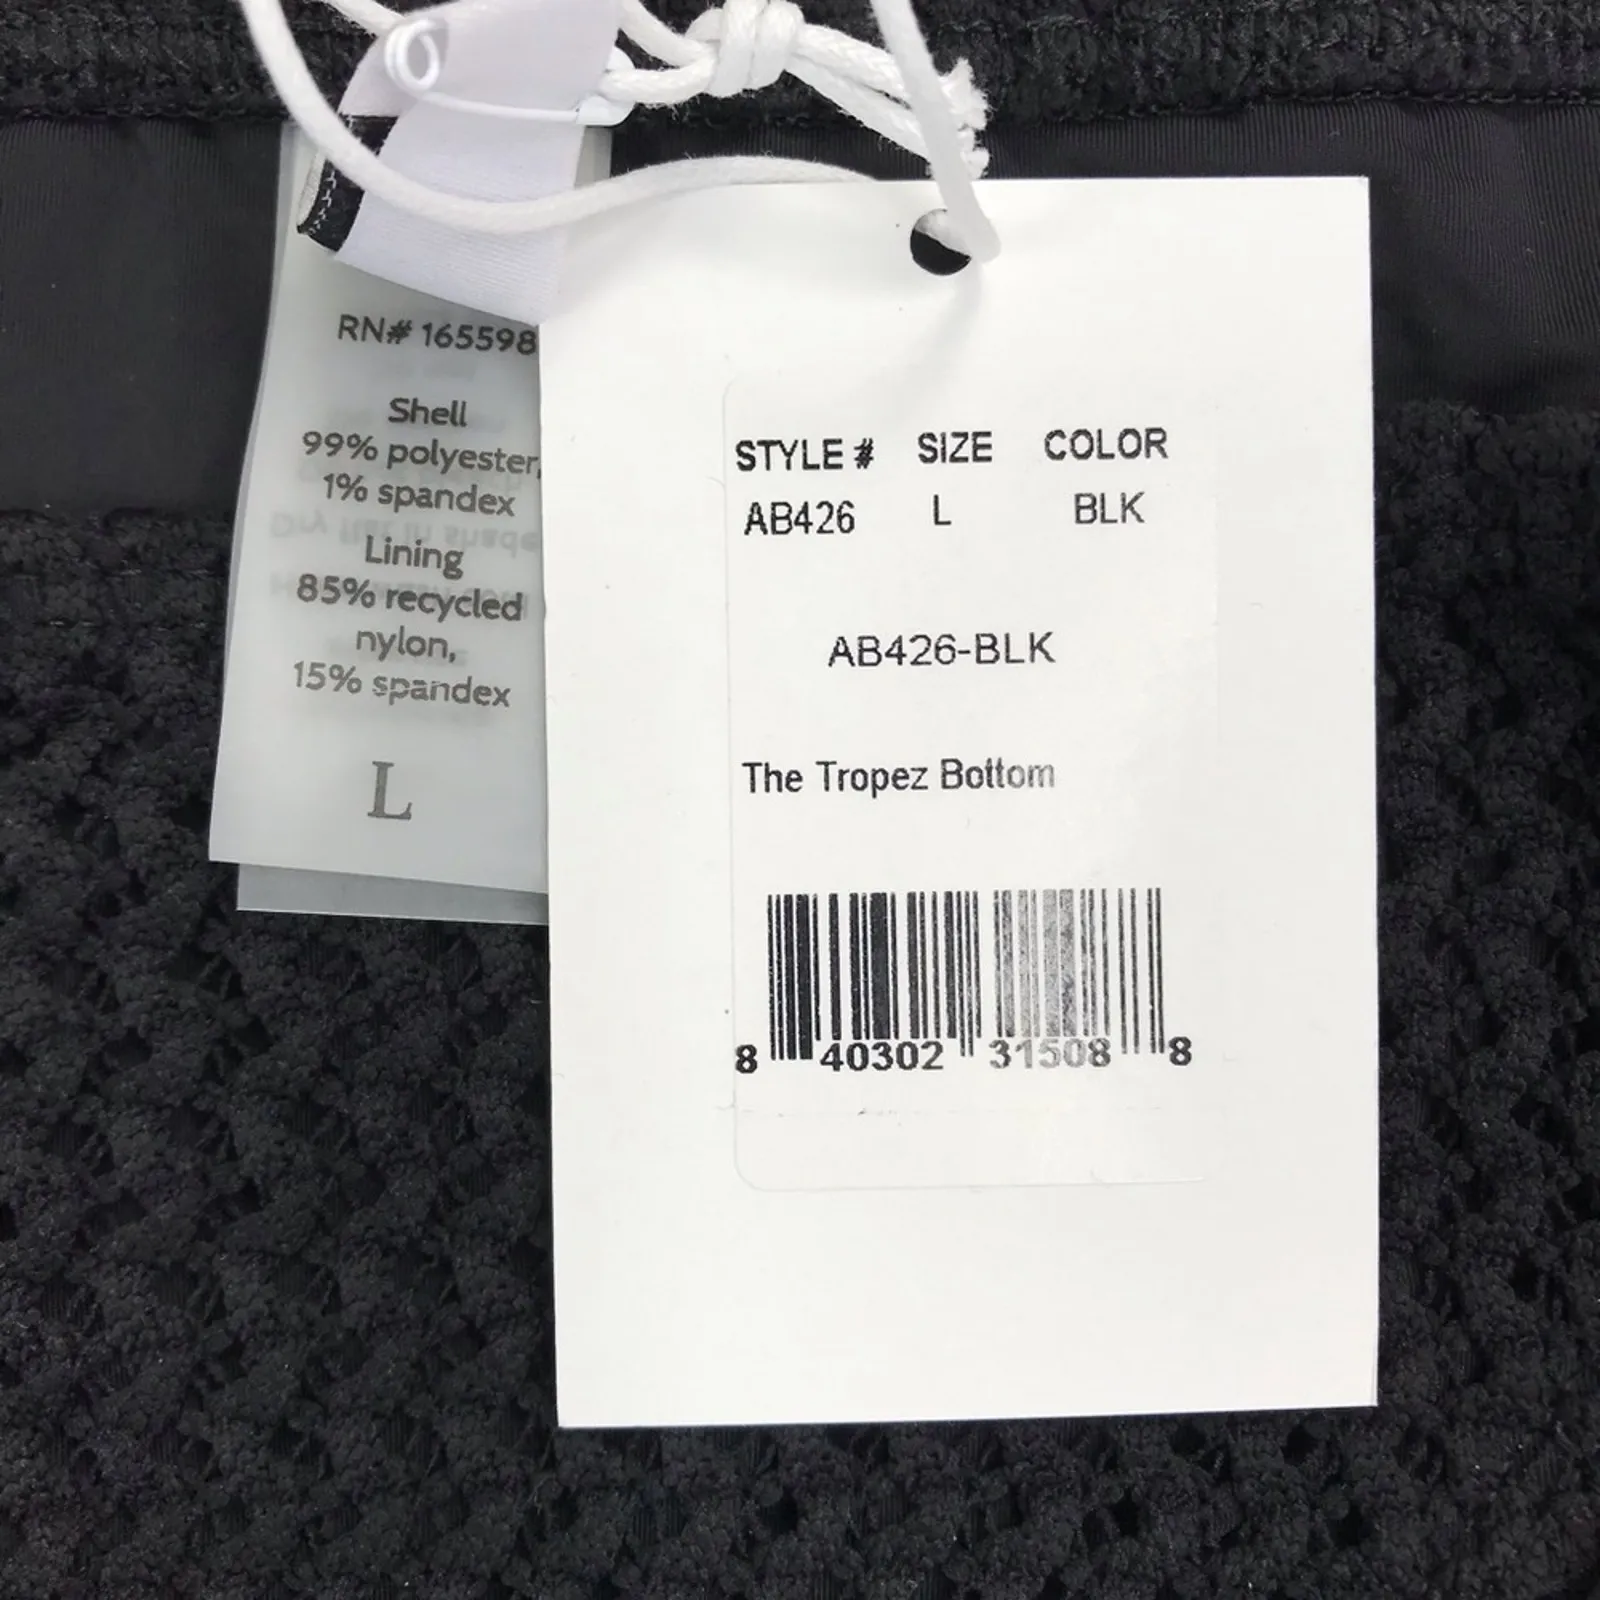 RN# 165598
Shell
99% polyester,
1% spandex
Lining
85% recycled
nylon,
15% spandex
L
STYLE # SIZE COLOR
AB426 L BLK
AB426-BLK
The Tropez Bottom
8 40302 31508 8